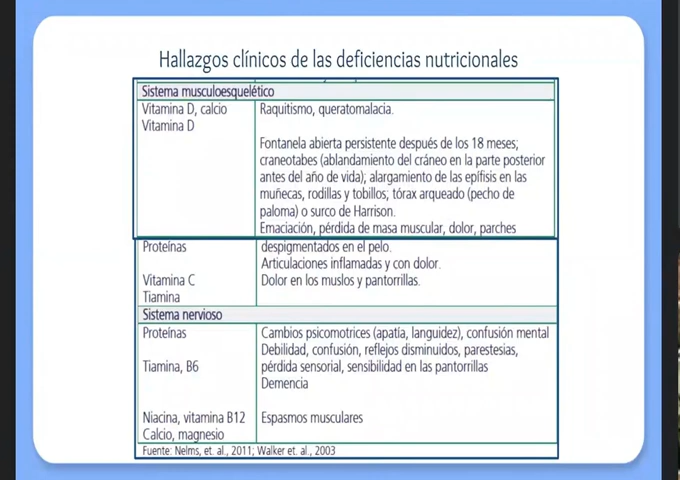 Hallazgos clínicos de las deficiencias nutricionales
Sistema musculoesquelético
Vitamina D, calcio Raquitismo, queratomalacia.
Vitamina D
Fontanela abierta persistente después de los 18 meses;
craneotabes (ablandamiento del cráneo en la parte posterior
antes del año de vida); alargamiento de las epífisis en las
muñecas, rodillas y tobillos; tórax arqueado (pecho de
paloma) o surco de Harrison.
Emaciación, pérdida de masa muscular, dolor, parches
Proteínas despigmentados en el pelo.
Articulaciones inflamadas y con dolor.
Vitamina C Dolor en los muslos y pantorrillas.
Tiamina
Sistema nervioso
Proteínas Cambios psicomotrices (apatía, languidez), confusión mental
Debilidad, confusión, reflejos disminuidos, parestesias,
Tiamina, B6 pérdida sensorial, sensibilidad en las pantorrillas
Demencia
Niacina, vitamina B12 Espasmos musculares
Calcio, magnesio
Fuente: Nelms, et. al., 2011; Walker et. al., 2003